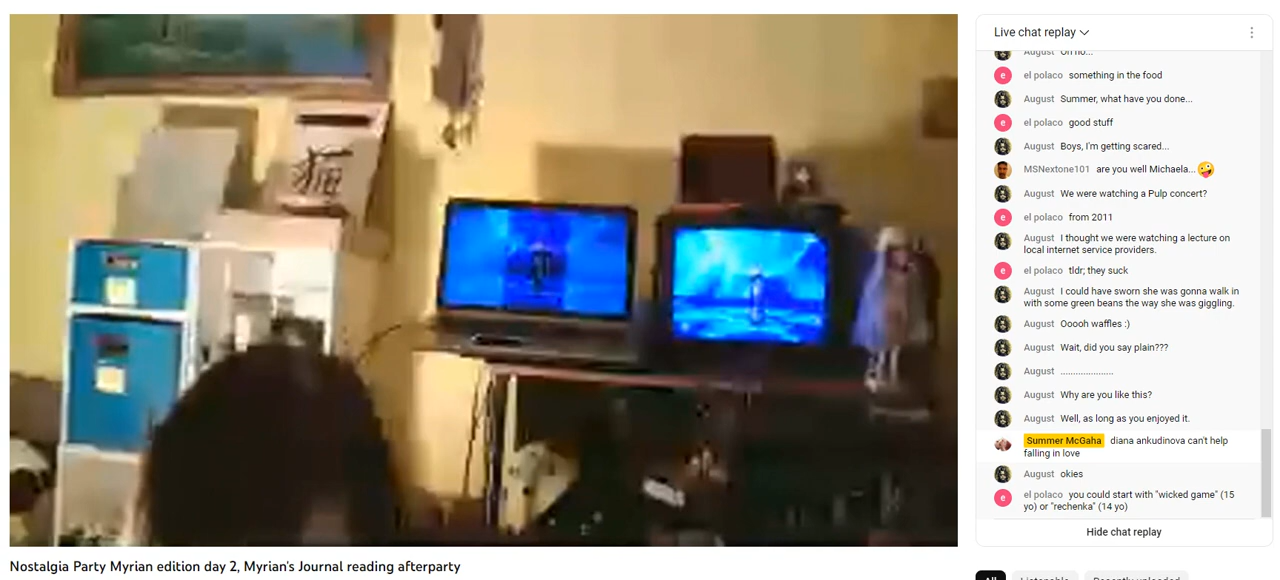 猫
Live chat replay
August Oh no...
el polaco something in the food
August Summer, what have you done...
el polaco good stuff
August Boys, I'm getting scared...
MSNextone101 are you well Michaela...🤪
August We were watching a Pulp concert?
el polaco from 2011
August I thought we were watching a lecture on
local internet service providers.
el polaco tldr; they suck
August I could have sworn she was gonna walk in
with some green beans the way she was giggling.
August Ooooh waffles :)
August Wait, did you say plain???
August .....................
August Why are you like this?
August Well, as long as you enjoyed it.
Summer McGaha diana ankudinova can't help
falling in love
August okies
el polaco you could start with "wicked game" (15
yo) or "rechenka" (14 yo)
Hide chat replay
Nostalgia Party Myrian edition day 2, Myrian's Journal reading afterparty
All Listenable Recently uploaded